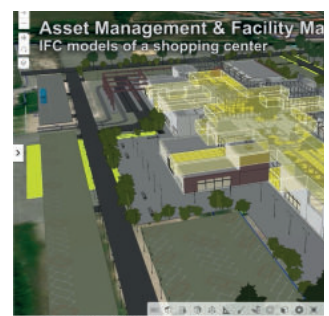 Asset Management & Facility Ma
IFC models of a shopping center